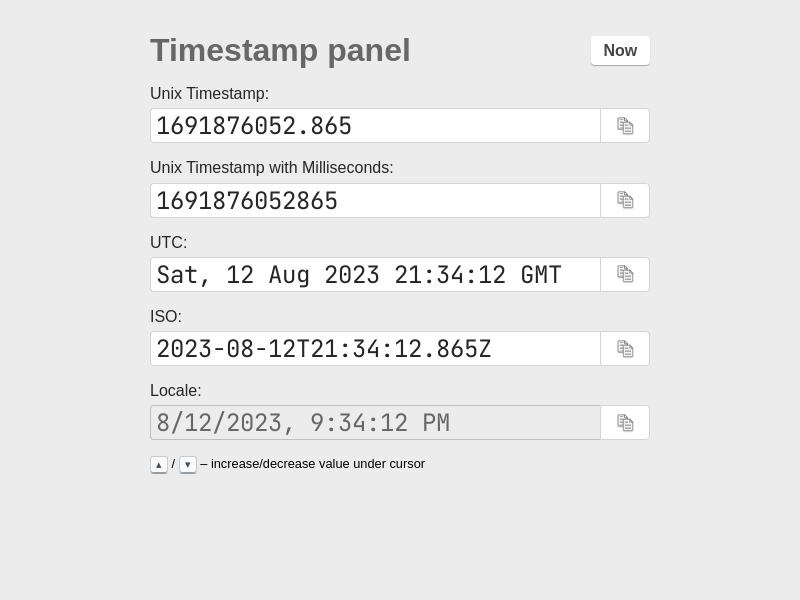 Timestamp panel
Now
Unix Timestamp:
1691876052.865
Unix Timestamp with Milliseconds:
1691876052865
UTC:
Sat, 12 Aug 2023 21:34:12 GMT
ISO:
2023-08-12T21:34:12.865Z
Locale:
8/12/2023, 9:34:12 PM
▲ / ▼ – increase/decrease value under cursor